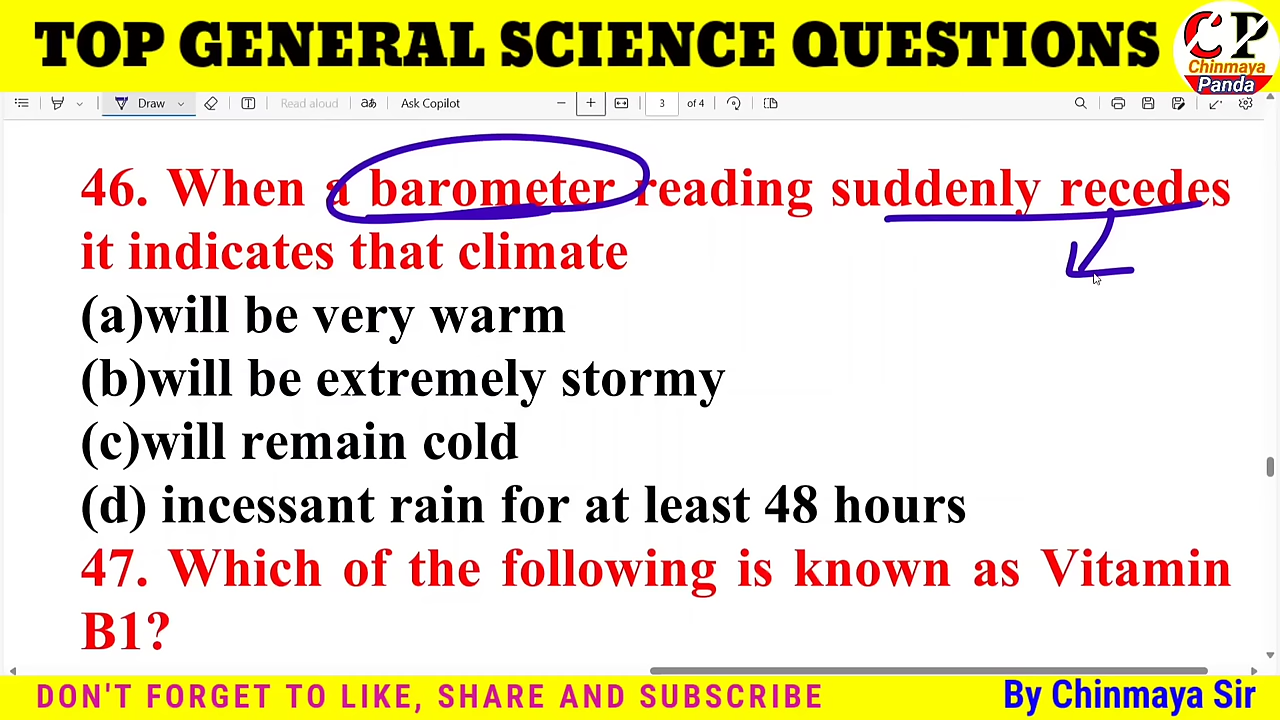 TOP GENERAL SCIENCE QUESTIONS
CP
Chinmaya
Panda
Draw
Read aloud
aあ
Ask Copilot
3
of 4
46. When a barometer reading suddenly recedes
it indicates that climate
(a)will be very warm
(b)will be extremely stormy
(c)will remain cold
(d) incessant rain for at least 48 hours
47. Which of the following is known as Vitamin
B1?
DON'T FORGET TO LIKE, SHARE AND SUBSCRIBE
By Chinmaya Sir